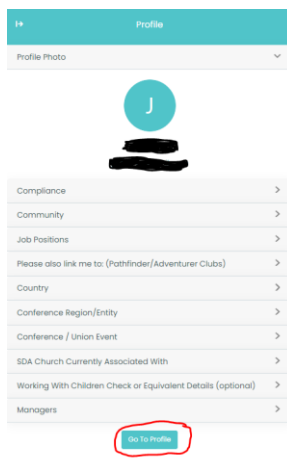 Profile
Profile Photo
J
Compliance
Community
Job Positions
Please also link me to: (Pathfinder/Adventurer Clubs)
Country
Conference Region/Entity
Conference / Union Event
SDA Church Currently Associated With
Working With Children Check or Equivalent Details (optional)
Managers
Go To Profile